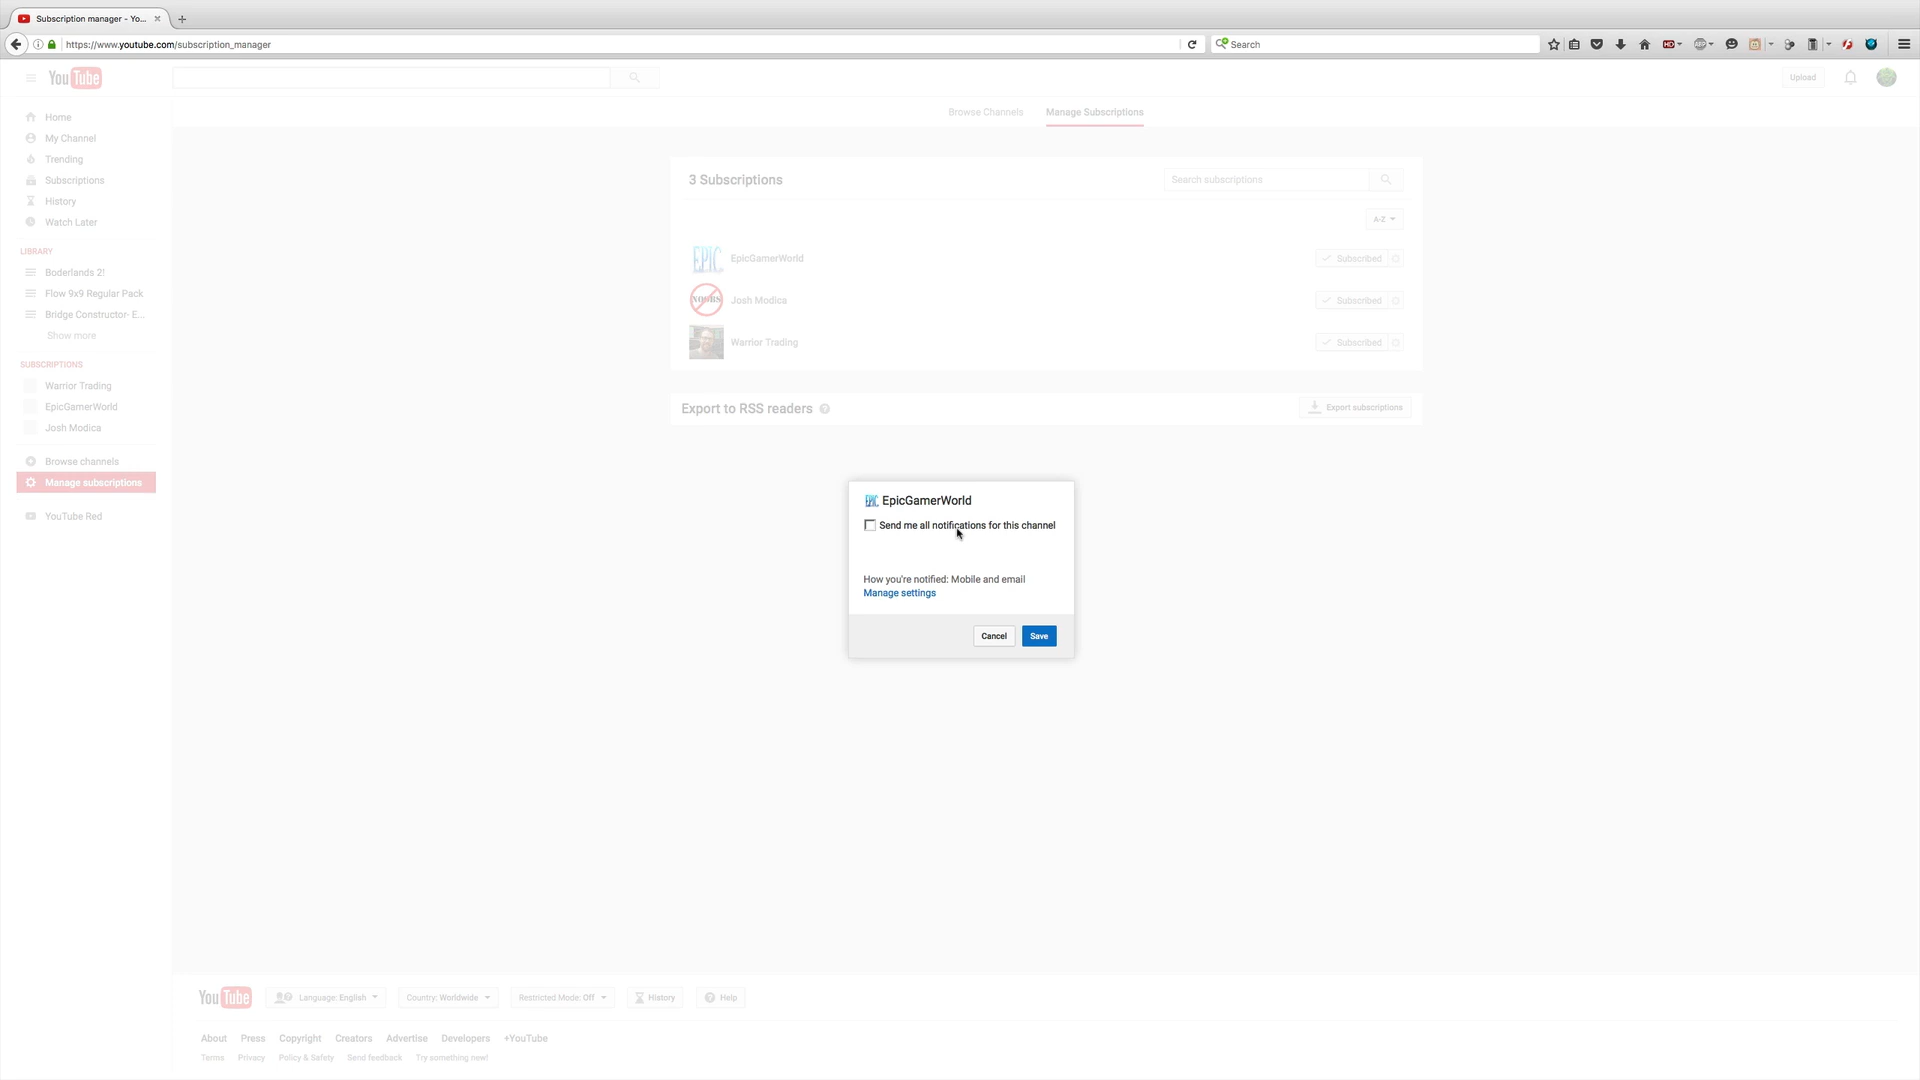 Subscription manager - Yo...
https://www.youtube.com/subscription_manager
Search
YouTube
Upload
Home
My Channel
Trending
Subscriptions
History
Watch Later
LIBRARY
Boderlands 2!
Flow 9x9 Regular Pack
Bridge Constructor- E...
Show more
SUBSCRIPTIONS
Warrior Trading
EpicGamerWorld
Josh Modica
Browse channels
Manage subscriptions
YouTube Red
Browse Channels
Manage Subscriptions
3 Subscriptions
Search subscriptions
A-Z
EPIC
EpicGamerWorld
Subscribed
NOOBS
Josh Modica
Subscribed
Warrior Trading
Subscribed
Export to RSS readers
Export subscriptions
EPIC EpicGamerWorld
Send me all notifications for this channel
How you're notified: Mobile and email
Manage settings
Cancel
Save
YouTube
Language: English
Country: Worldwide
Restricted Mode: Off
History
Help
About Press Copyright Creators Advertise Developers +YouTube
Terms Privacy Policy & Safety Send feedback Try something new!